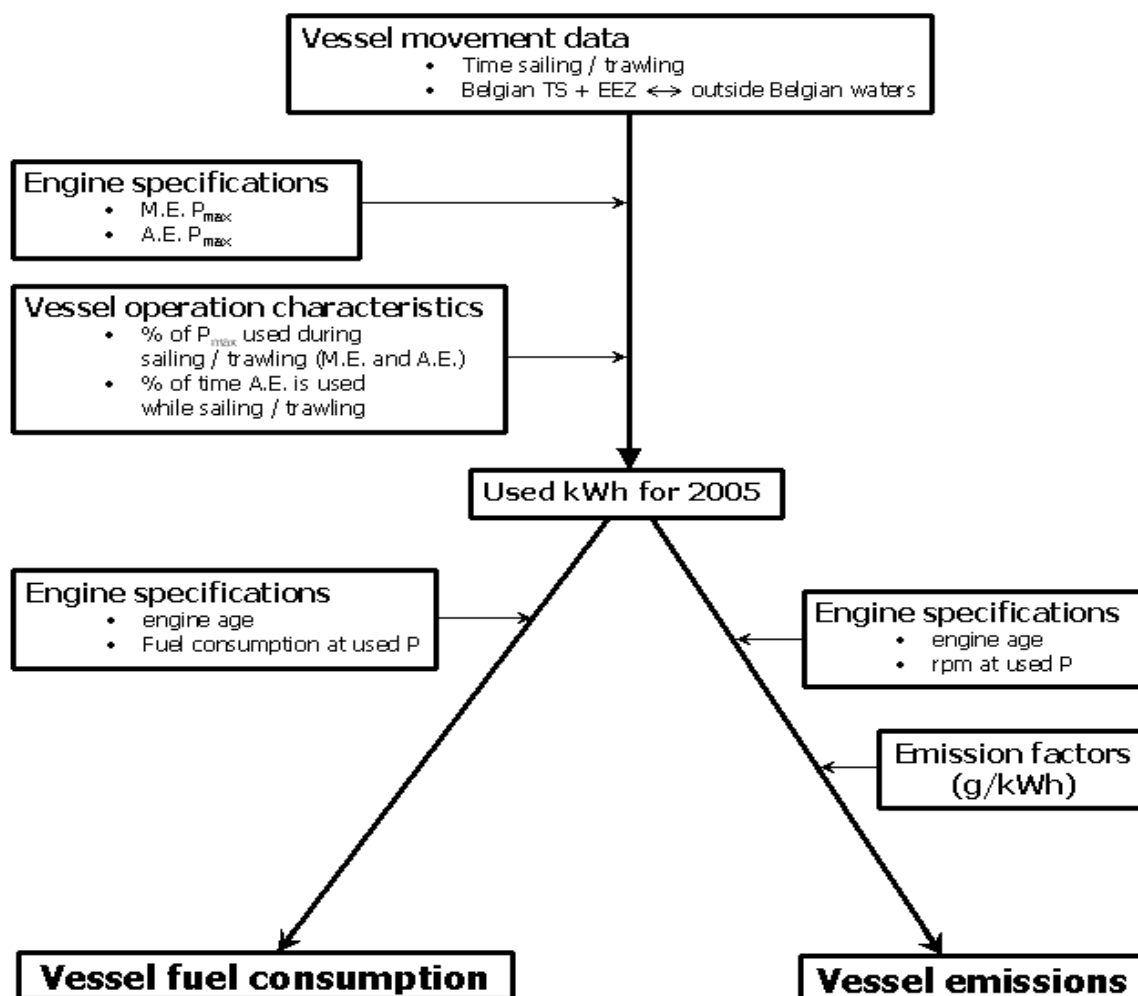 Vessel movement data
• Time sailing / trawling
• Belgian TS + EEZ ↔ outside Belgian waters
Engine specifications
• M.E. Pmax
• A.E. Pmax
Vessel operation characteristics
• % of Pmax used during
sailing / trawling (M.E. and A.E.)
• % of time A.E. is used
while sailing / trawling
Used kWh for 2005
Engine specifications
• engine age
• Fuel consumption at used P
Engine specifications
• engine age
• rpm at used P
Emission factors
(g/kWh)
Vessel fuel consumption
Vessel emissions